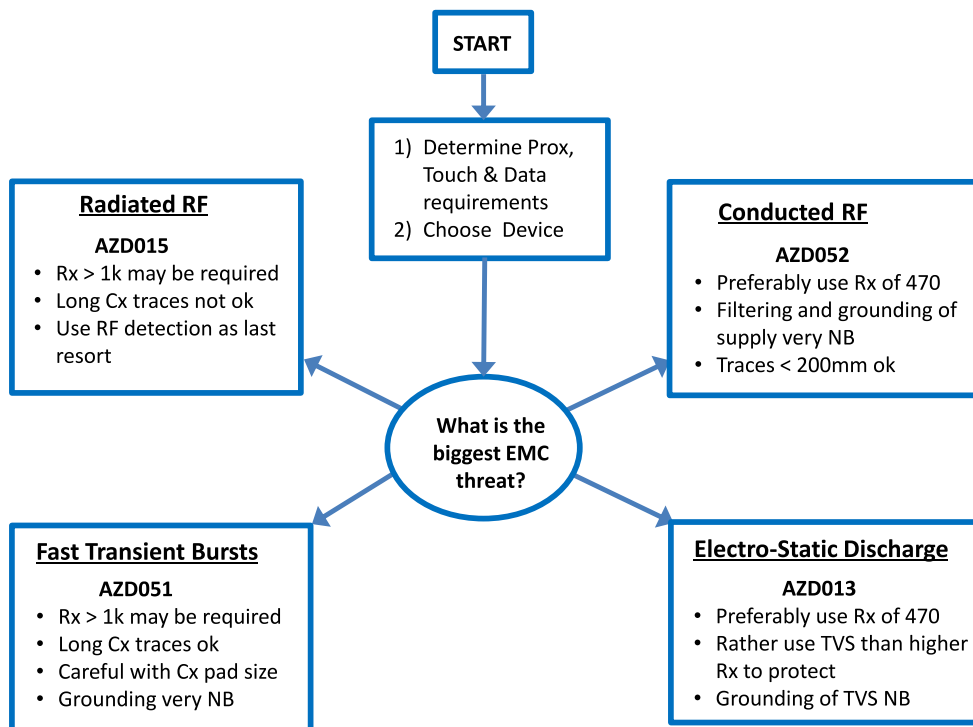 START
1) Determine Prox,
Touch & Data
requirements
2) Choose Device
Radiated RF
AZD015
• Rx > 1k may be required
• Long Cx traces not ok
• Use RF detection as last
resort
Conducted RF
AZD052
• Preferably use Rx of 470
• Filtering and grounding of
supply very NB
• Traces < 200mm ok
What is the
biggest EMC
threat?
Fast Transient Bursts
AZD051
• Rx > 1k may be required
• Long Cx traces ok
• Careful with Cx pad size
• Grounding very NB
Electro-Static Discharge
AZD013
• Preferably use Rx of 470
• Rather use TVS than higher
Rx to protect
• Grounding of TVS NB